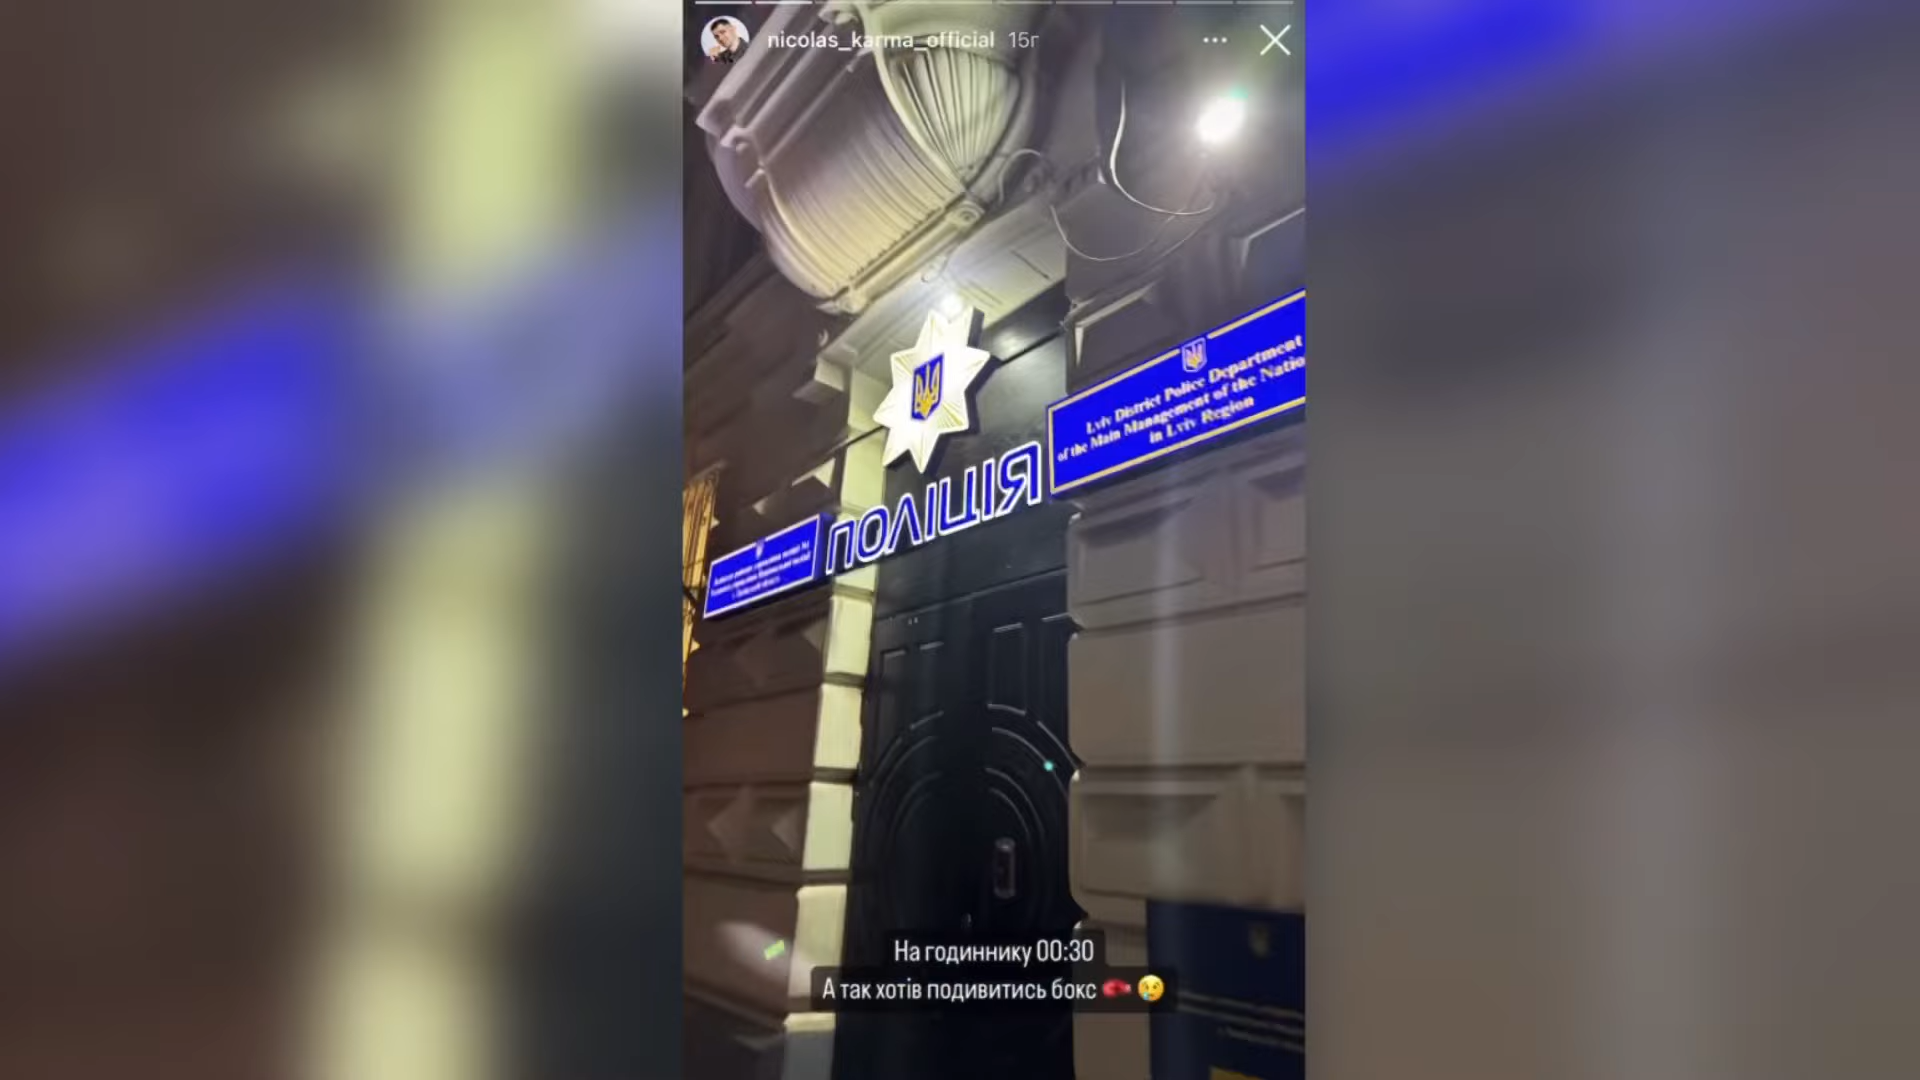 nicolas_karma_official 15г
Lviv District Police Department
of the Main Management of the Natio
in Lviv Region
ПОЛІЦІЯ
На годиннику 00:30
А так хотів подивитись бокс 🥊 😢